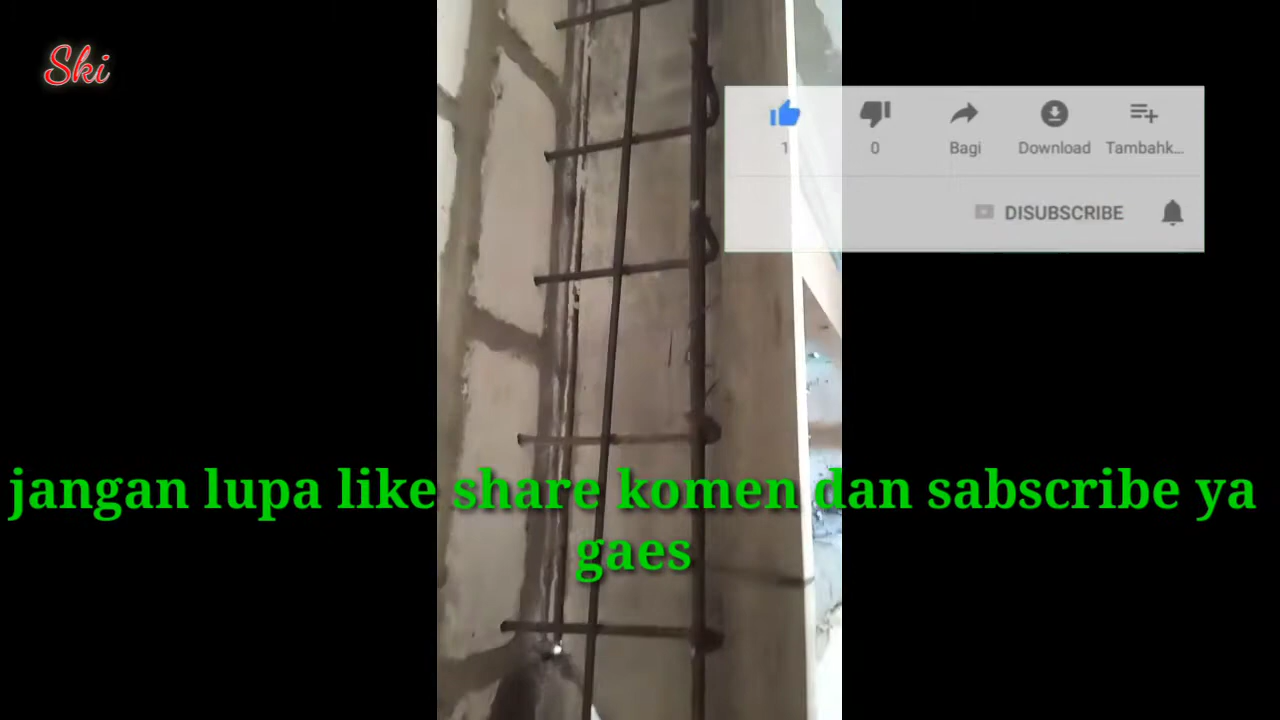 Ski
1 0 Bagi Download Tambahk...
DISUBSCRIBE
jangan lupa like share komen dan sabscribe ya
gaes